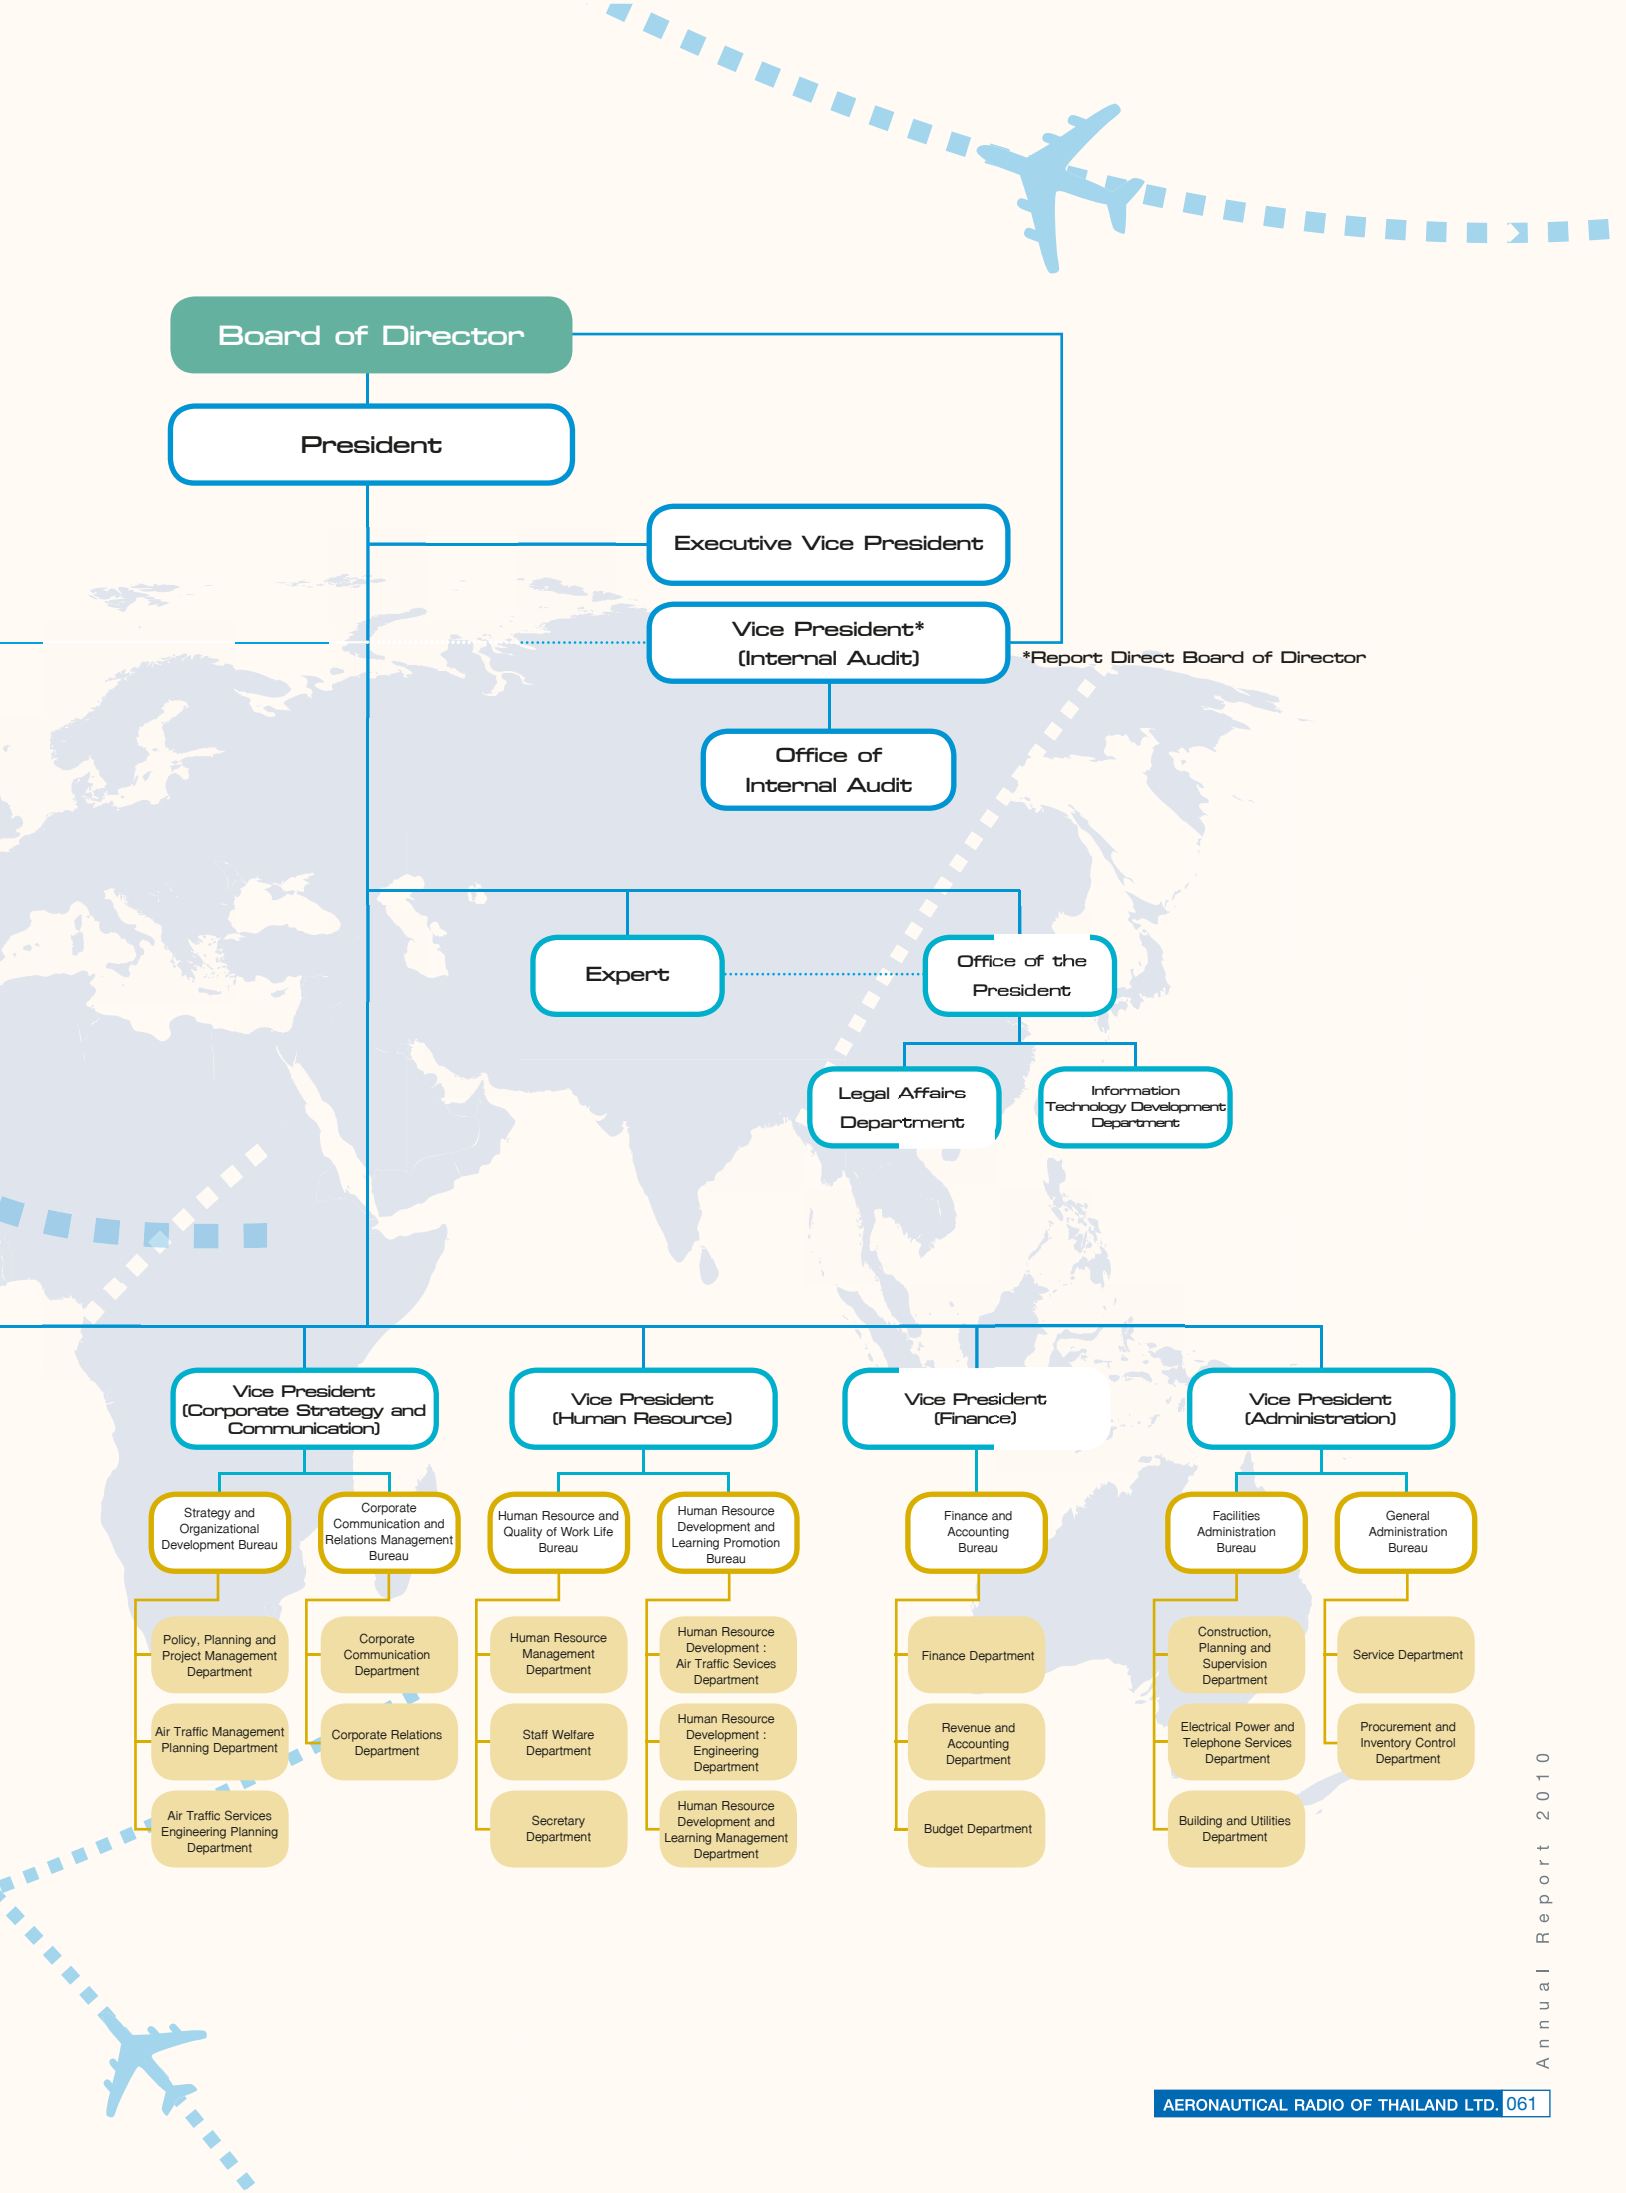 Board of Director
President
Executive Vice President
Vice President*
(Internal Audit)
*Report Direct Board of Director
Office of
Internal Audit
Expert
Office of the
President
Legal Affairs
Department
Information
Technology Development
Department
Vice President
(Corporate Strategy and
Communication)
Vice President
(Human Resource)
Vice President
(Finance)
Vice President
(Administration)
Strategy and
Organizational
Development Bureau
Corporate
Communication and
Relations Management
Bureau
Human Resource and
Quality of Work Life
Bureau
Human Resource
Development and
Learning Promotion
Bureau
Finance and
Accounting
Bureau
Facilities
Administration
Bureau
General
Administration
Bureau
Policy, Planning and
Project Management
Department
Corporate
Communication
Department
Human Resource
Management
Department
Human Resource
Development :
Air Traffic Sevices
Department
Finance Department
Construction,
Planning and
Supervision
Department
Service Department
Air Traffic Management
Planning Department
Corporate Relations
Department
Staff Welfare
Department
Human Resource
Development :
Engineering
Department
Revenue and
Accounting
Department
Electrical Power and
Telephone Services
Department
Procurement and
Inventory Control
Department
Air Traffic Services
Engineering Planning
Department
Secretary
Department
Human Resource
Development and
Learning Management
Department
Budget Department
Building and Utilities
Department
Annual Report 2010
AERONAUTICAL RADIO OF THAILAND LTD. 061